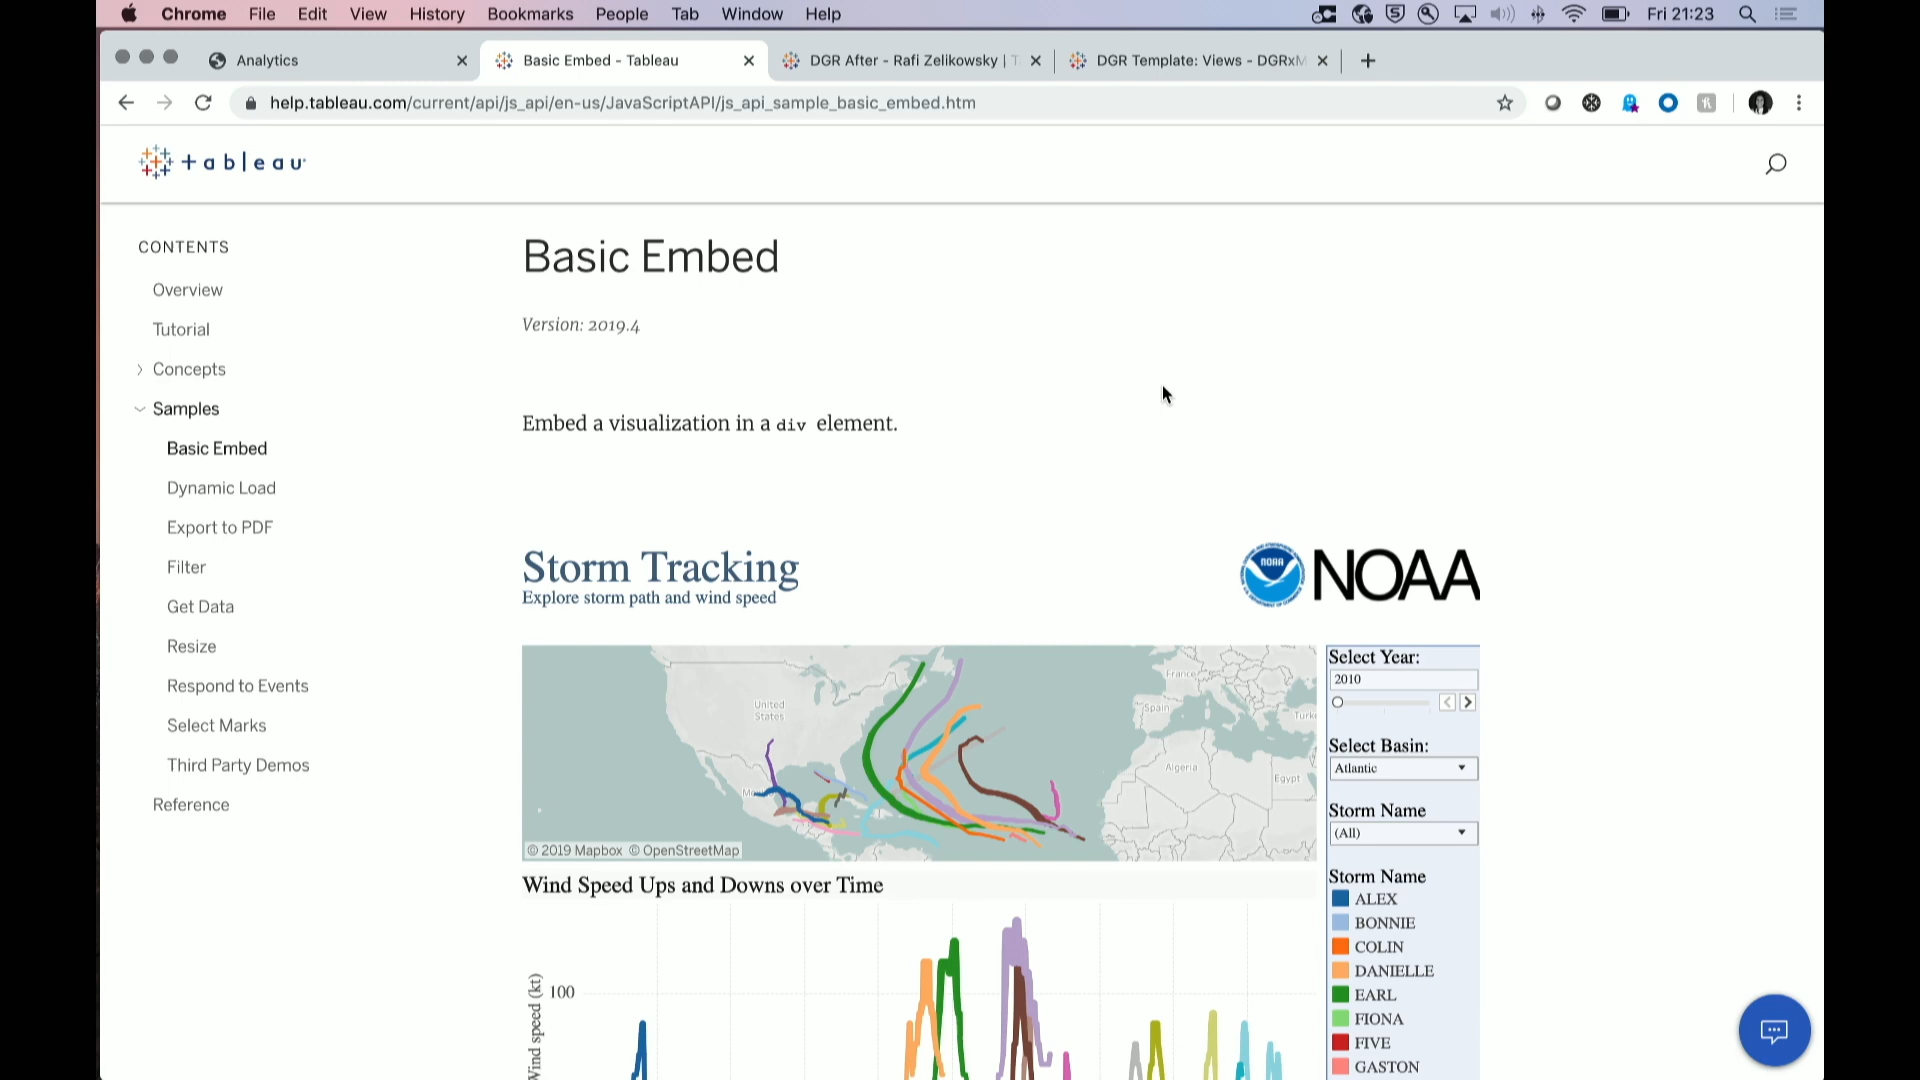 Chrome File Edit View History Bookmarks People Tab Window Help Fri 21:23
Analytics Basic Embed - Tableau DGR After - Rafi Zelikowsky | T DGR Template: Views - DGRxM
help.tableau.com/current/api/js_api/en-us/JavaScriptAPI/js_api_sample_basic_embed.htm
+ a b l e a u
CONTENTS
Overview
Tutorial
Concepts
Samples
Basic Embed
Dynamic Load
Export to PDF
Filter
Get Data
Resize
Respond to Events
Select Marks
Third Party Demos
Reference
Basic Embed
Version: 2019.4
Embed a visualization in a div element.
Storm Tracking
Explore storm path and wind speed
NOAA
NOAA
United
States
France
Spain
Algeria
Egypt
© 2019 Mapbox © OpenStreetMap
Select Year:
2010
Select Basin:
Atlantic
Storm Name
(All)
Storm Name
ALEX
BONNIE
COLIN
DANIELLE
EARL
FIONA
FIVE
GASTON
Wind Speed Ups and Downs over Time
100
Wind speed (kt)